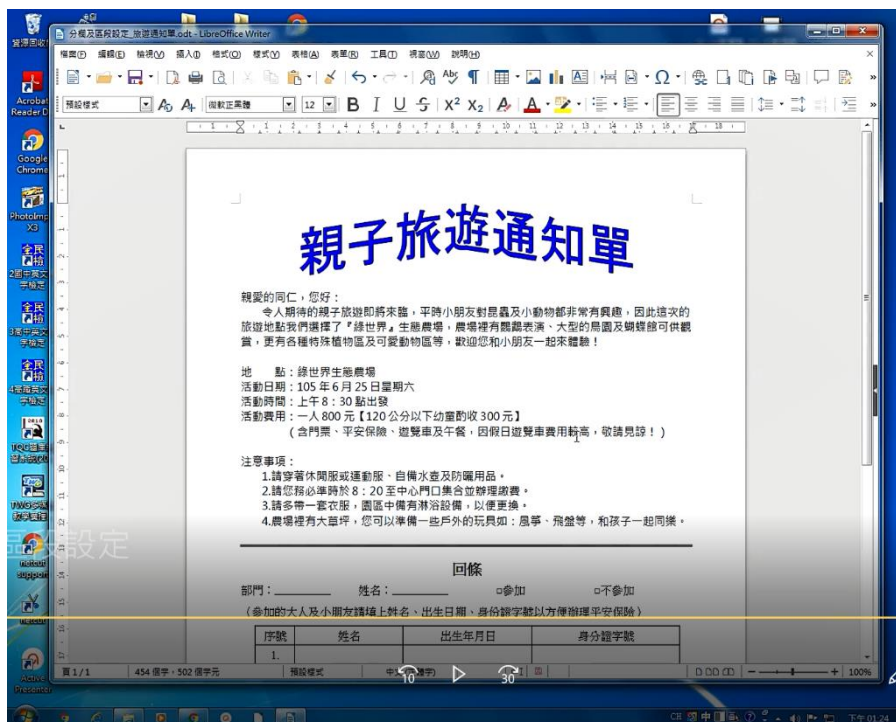 資源回收
分欄及區段設定_旅遊通知單.odt - LibreOffice Writer
檔案(F) 編輯(E) 檢視(V) 插入(I) 格式(O) 樣式(Y) 表格(A) 表單(R) 工具(T) 視窗(W) 說明(H)
Acrobat
Reader D
預設樣式
微軟正黑體
12
Google
Chrome
PhotoImp
X3
親子旅遊通知單
親愛的同仁，您好：
令人期待的親子旅遊即將來臨，平時小朋友對昆蟲及小動物都非常有興趣，因此這次的
旅遊地點我們選擇了『綠世界』生態農場，農場裡有鸚鵡表演、大型的鳥園及蝴蝶館可供觀
賞，更有各種特殊植物區及可愛動物區等，歡迎您和小朋友一起來體驗！
地 點：綠世界生態農場
活動日期：105 年 6 月 25 日星期六
活動時間：上午 8：30 點出發
活動費用：一人 800 元【120 公分以下幼童酌收 300 元】
(含門票、平安保險、遊覽車及午餐，因假日遊覽車費用較高，敬請見諒！)
注意事項：
1.請穿著休閒服或運動服、自備水壺及防曬用品。
2.請您務必準時於 8：20 至中心門口集合並辦理繳費。
3.請多帶一套衣服，園區中備有淋浴設備，以便更換。
4.農場裡有大草坪，您可以準備一些戶外的玩具如：風箏、飛盤等，和孩子一起同樂。
區段設定
回條
部門：________ 姓名：________ □參加 □不參加
(參加的大人及小朋友請填上姓名、出生日期、身份證字號以方便辦理平安保險)
序號 姓名 出生年月日 身分證字號
1.
頁 1 / 1 454 個字，502 個字元 預設樣式
100%
10
30
Active
Presenter
CH
下午 01:24